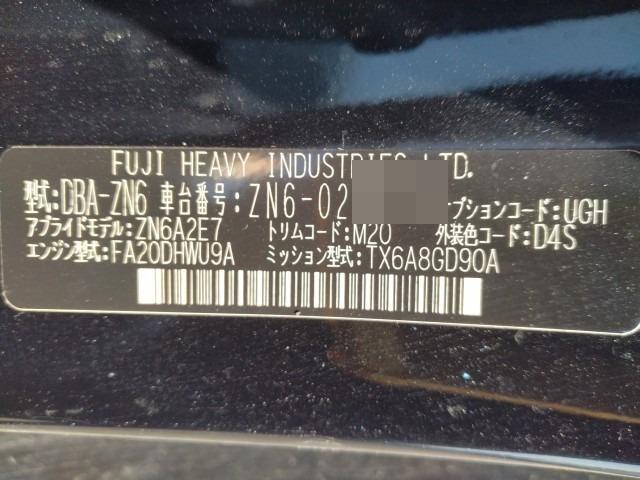 FUJI HEAVY INDUSTRIES LTD.
型式:DBA-ZN6 車台番号:ZN6-02 プションコード:UGH
アプライドモデル:ZN6A2E7 トリムコード:M20 外装色コード:D4S
エンジン型式:FA20DHWU9A ミッション型式:TX6A8GD90A